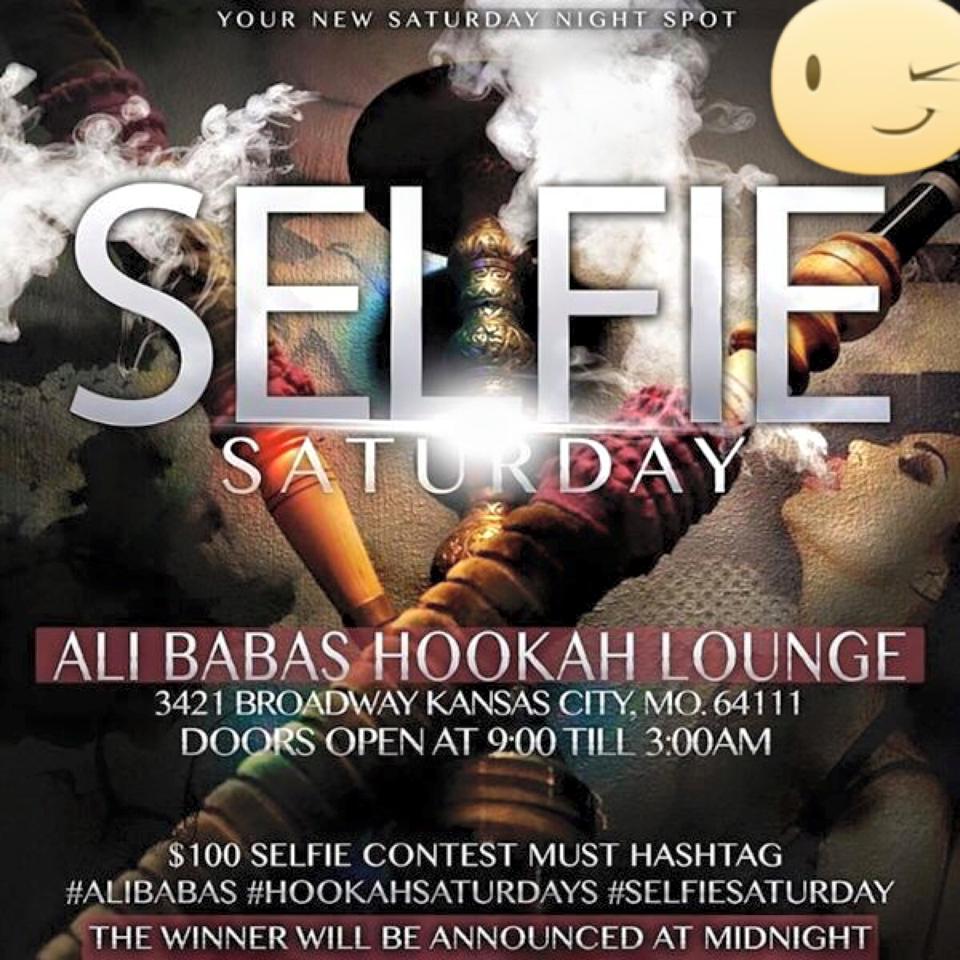 YOUR NEW SATURDAY NIGHT SPOT
SELFIE
SATURDAY
ALI BABAS HOOKAH LOUNGE
3421 BROADWAY KANSAS CITY, MO. 64111
DOORS OPEN AT 9:00 TILL 3:00AM
$100 SELFIE CONTEST MUST HASHTAG
#ALIBABAS #HOOKAHSATURDAYS #SELFIESATURDAY
THE WINNER WILL BE ANNOUNCED AT MIDNIGHT